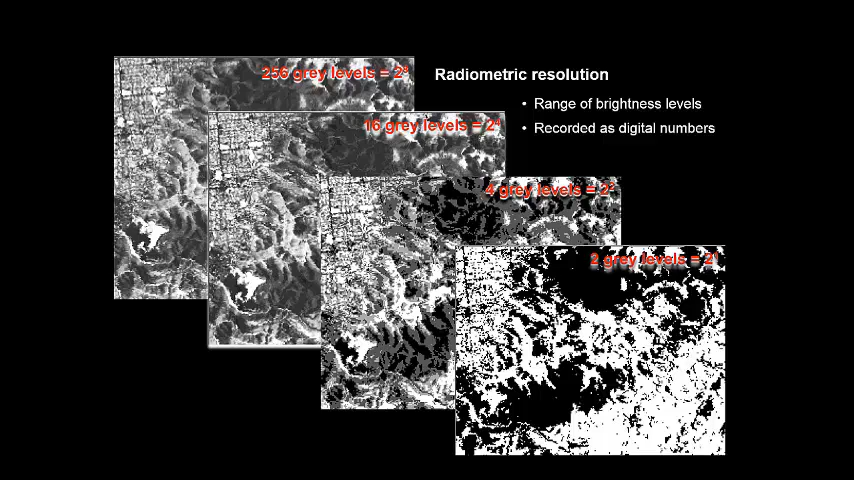 256 grey levels = 2⁸
Radiometric resolution
• Range of brightness levels
• Recorded as digital numbers
16 grey levels = 2⁴
4 grey levels = 2²
2 grey levels = 2¹